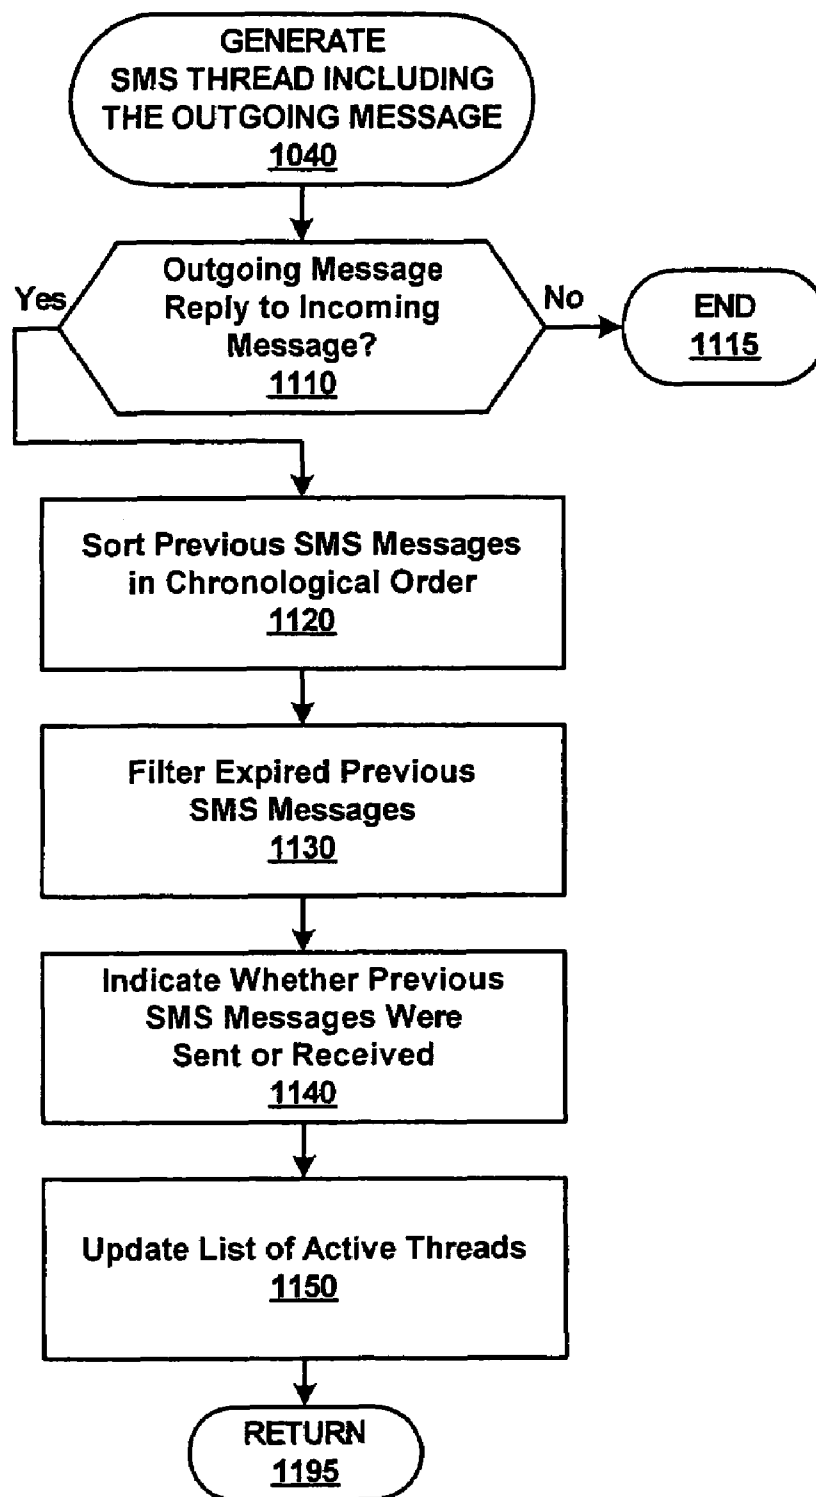 GENERATE
SMS THREAD INCLUDING
THE OUTGOING MESSAGE
1040
Yes
Outgoing Message
Reply to Incoming
Message?
1110
No
END
1115
Sort Previous SMS Messages
in Chronological Order
1120
Filter Expired Previous
SMS Messages
1130
Indicate Whether Previous
SMS Messages Were
Sent or Received
1140
Update List of Active Threads
1150
RETURN
1195